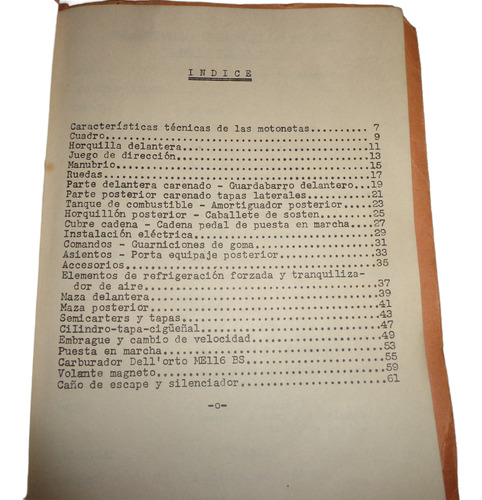 INDICE
Características técnicas de las motonetas.......... 7
Cuadro............................................. 9
Horquilla delantera................................11
Juego de dirección.................................13
Manubrio...........................................15
Ruedas.............................................17
Parte delantera carenado - Guardabarro delantero...19
Parte posterior carenado tapas laterales...........21
Tanque de combustible - Amortiguador posterior.....23
Horquillón posterior - Caballete de sosten.........25
Cubre cadena - Cadena pedal de puesta en marcha....27
Instalación eléctrica..............................29
Comandos - Guarniciones de goma....................31
Asientos - Porta equipaje posterior................33
Accesorios.........................................35
Elementos de refrigeración forzada y tranquiliza-
dor de aire.....................................37
Maza delantera.....................................39
Maza posterior.....................................41
Semicarters y tapas................................43
Cilindro-tapa-cigüeñal.............................47
Embrague y cambio de velocidad.....................49
Puesta en marcha...................................53
Carburador Dell'orto ME116 BS......................55
Volante magneto....................................59
Caño de escape y silenciador.......................61
-o-